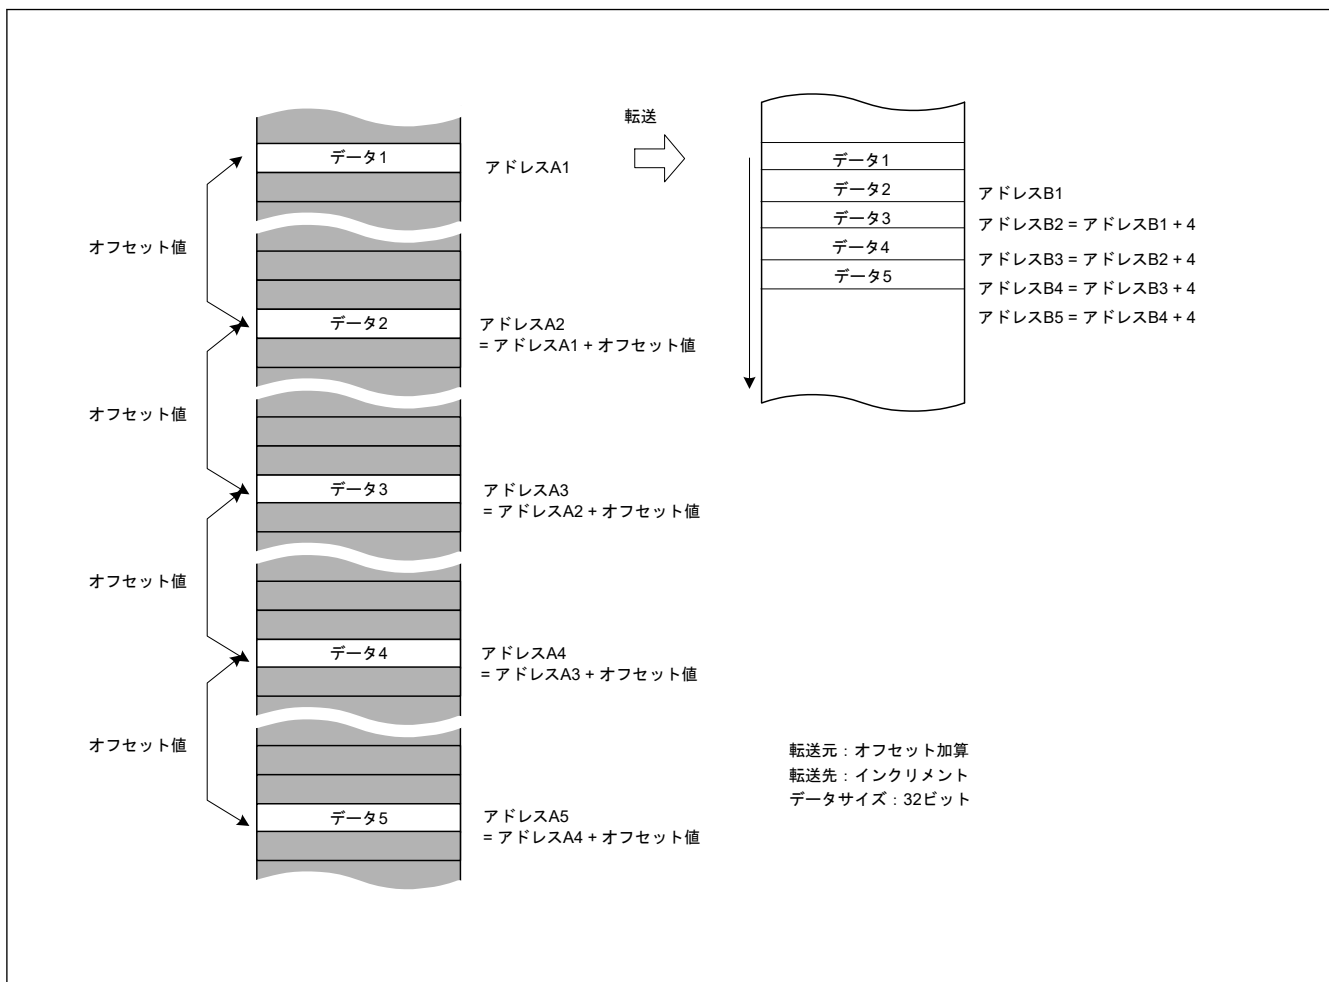 転送
データ1
アドレスA1
オフセット値
データ2
アドレスA2
= アドレスA1 + オフセット値
オフセット値
データ3
アドレスA3
= アドレスA2 + オフセット値
オフセット値
データ4
アドレスA4
= アドレスA3 + オフセット値
オフセット値
データ5
アドレスA5
= アドレスA4 + オフセット値
データ1
データ2
データ3
データ4
データ5
アドレスB1
アドレスB2 = アドレスB1 + 4
アドレスB3 = アドレスB2 + 4
アドレスB4 = アドレスB3 + 4
アドレスB5 = アドレスB4 + 4
転送元：オフセット加算
転送先：インクリメント
データサイズ：32ビット